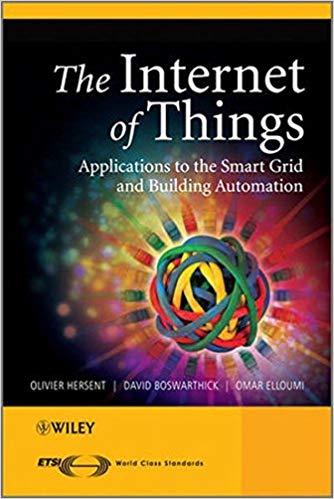 The Internet
of Things
Applications to the Smart Grid
and Building Automation
OLIVIER HERSENT | DAVID BOSWARTHICK | OMAR ELLOUMI
WILEY
ETSI World Class Standards